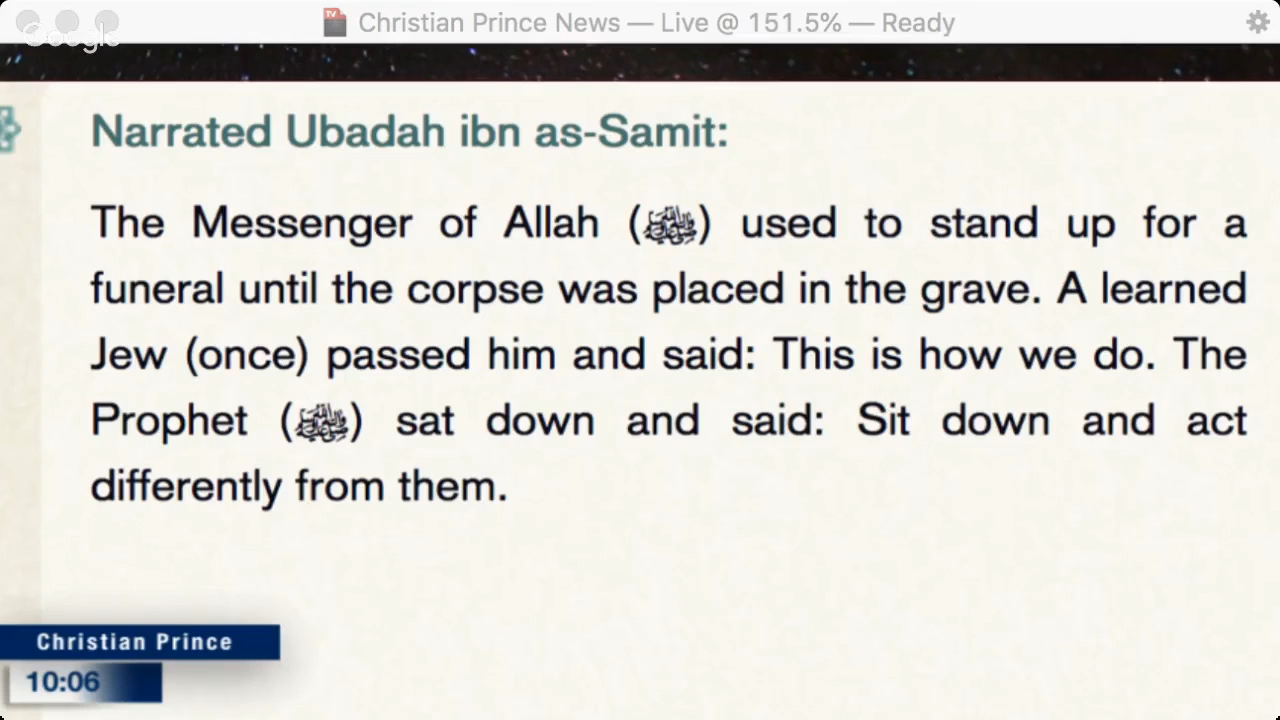 Christian Prince News — Live @ 151.5% — Ready
Google
Narrated Ubadah ibn as-Samit:
The Messenger of Allah (ﷺ) used to stand up for a
funeral until the corpse was placed in the grave. A learned
Jew (once) passed him and said: This is how we do. The
Prophet (ﷺ) sat down and said: Sit down and act
differently from them.
Christian Prince
10:06